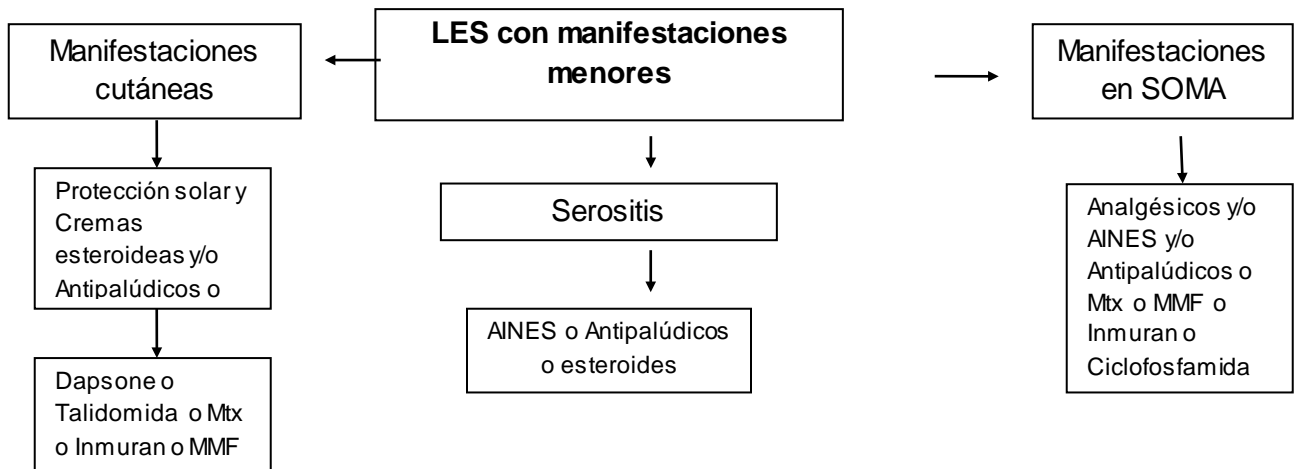 LES con manifestaciones
menores
Manifestaciones
cutáneas
Protección solar y
Cremas
esteroideas y/o
Antipalúdicos o
Dapsone o
Talidomida o Mtx
o Inmuran o MMF
Serositis
AINES o Antipalúdicos
o esteroides
Manifestaciones
en SOMA
Analgésicos y/o
AINES y/o
Antipalúdicos o
Mtx o MMF o
Inmuran o
Ciclofosfamida